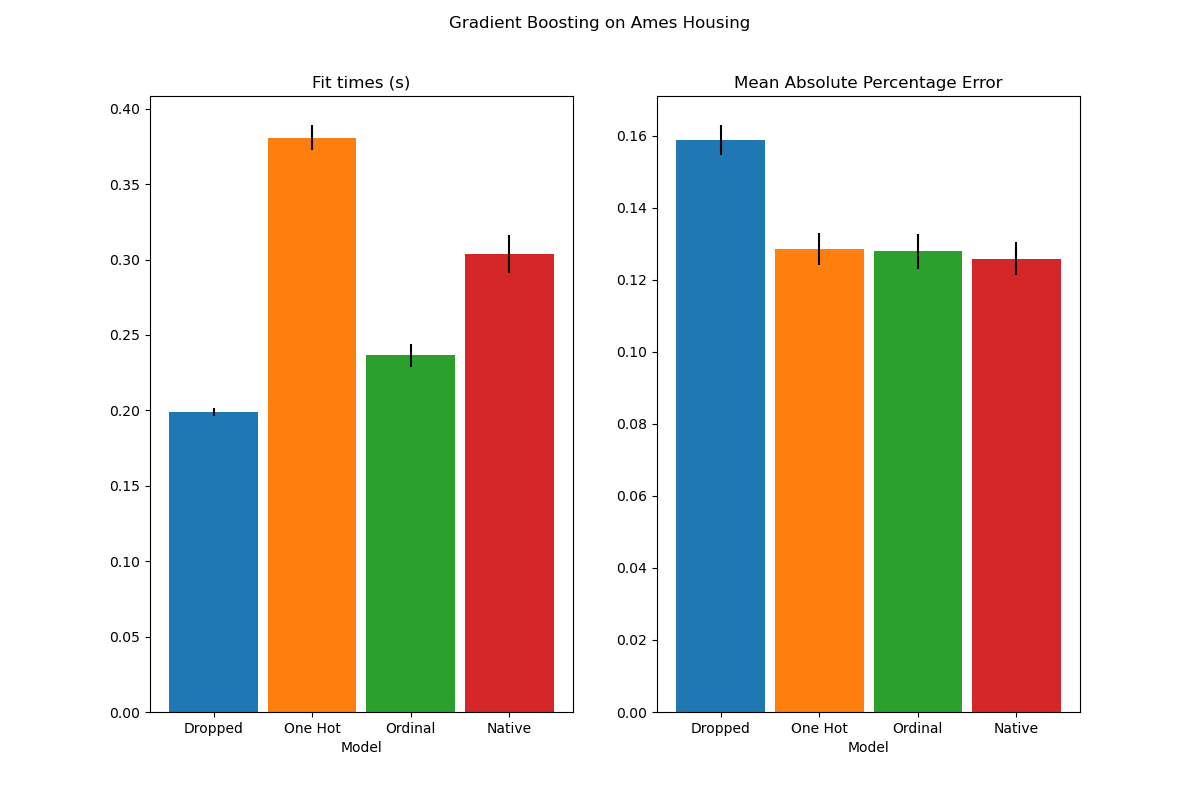 Gradient Boosting on Ames Housing
Fit times (s)
0.40
0.35
0.30
0.25
0.20
0.15
0.10
0.05
0.00
Dropped One Hot Ordinal Native
Model
Mean Absolute Percentage Error
0.16
0.14
0.12
0.10
0.08
0.06
0.04
0.02
0.00
Dropped One Hot Ordinal Native
Model